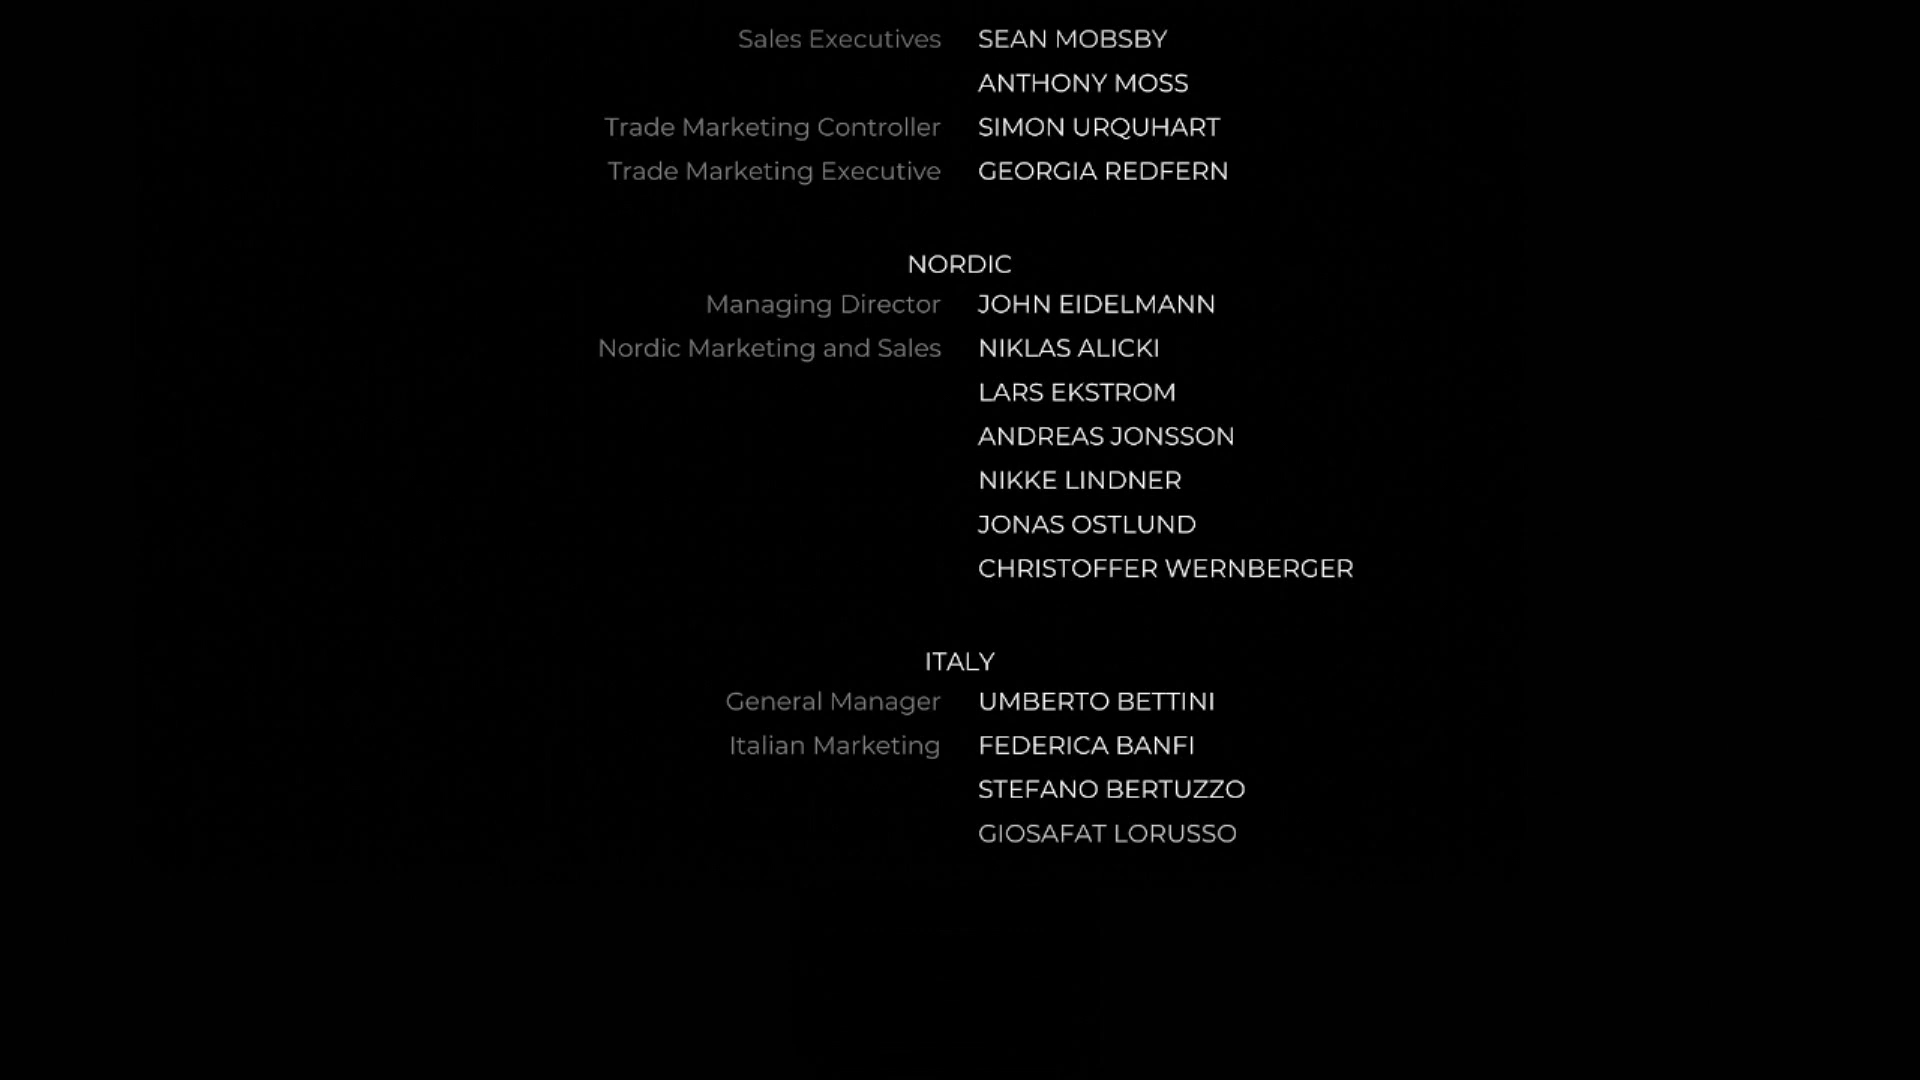 Sales Executives SEAN MOBSBY
ANTHONY MOSS
Trade Marketing Controller SIMON URQUHART
Trade Marketing Executive GEORGIA REDFERN
NORDIC
Managing Director JOHN EIDELMANN
Nordic Marketing and Sales NIKLAS ALICKI
LARS EKSTROM
ANDREAS JONSSON
NIKKE LINDNER
JONAS OSTLUND
CHRISTOFFER WERNBERGER
ITALY
General Manager UMBERTO BETTINI
Italian Marketing FEDERICA BANFI
STEFANO BERTUZZO
GIOSAFAT LORUSSO